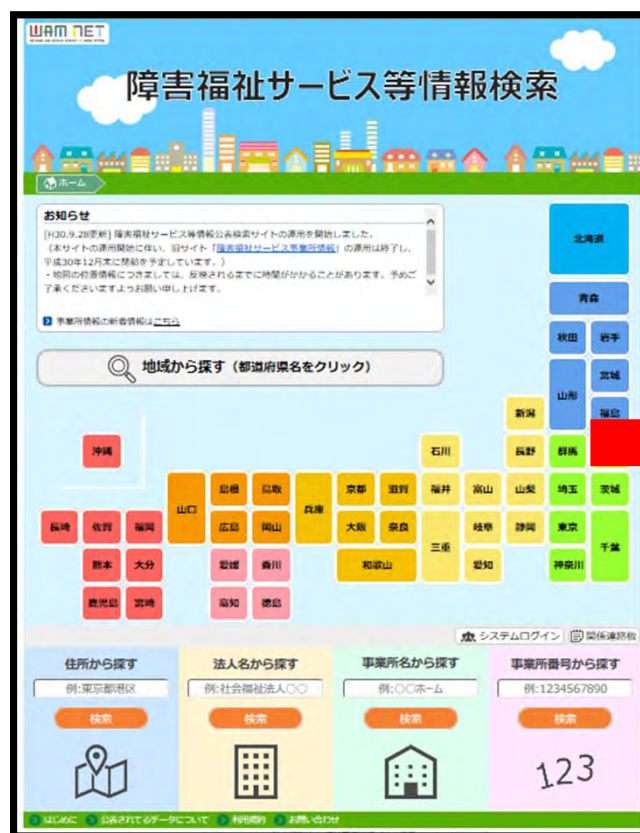 WAM NET
障害福祉サービス等情報検索
ホーム
お知らせ
[H30.9.28更新] 障害福祉サービス等情報公表検索サイトの運用を開始しました。
（本サイトの運用開始に伴い、旧サイト「障害福祉サービス事業所情報」の運用は終了し、
平成30年12月末に閉鎖を予定しています。）
・地図の位置情報につきましては、反映されるまでに時間がかかることがあります。予めご
了承くださいますようお願い申し上げます。
事業所情報の新着情報はこちら
地域から探す（都道府県名をクリック）
北海道
青森
秋田 岩手
山形 宮城
新潟 福島
沖縄 石川 長野 群馬
山口 島根 鳥取 兵庫 京都 滋賀 福井 富山 山梨 埼玉 茨城
長崎 佐賀 福岡 広島 岡山 大阪 奈良 三重 岐阜 静岡 東京 千葉
熊本 大分 愛媛 香川 和歌山 愛知 神奈川
鹿児島 宮崎 高知 徳島
システムログイン 関係連絡板
住所から探す 法人名から探す 事業所名から探す 事業所番号から探す
例:東京都港区 例:社会福祉法人〇〇 例:〇〇ホーム 例:1234567890
検索 検索 検索 検索
123
はじめに 公表されてるデータについて 利用規約 お問い合わせ